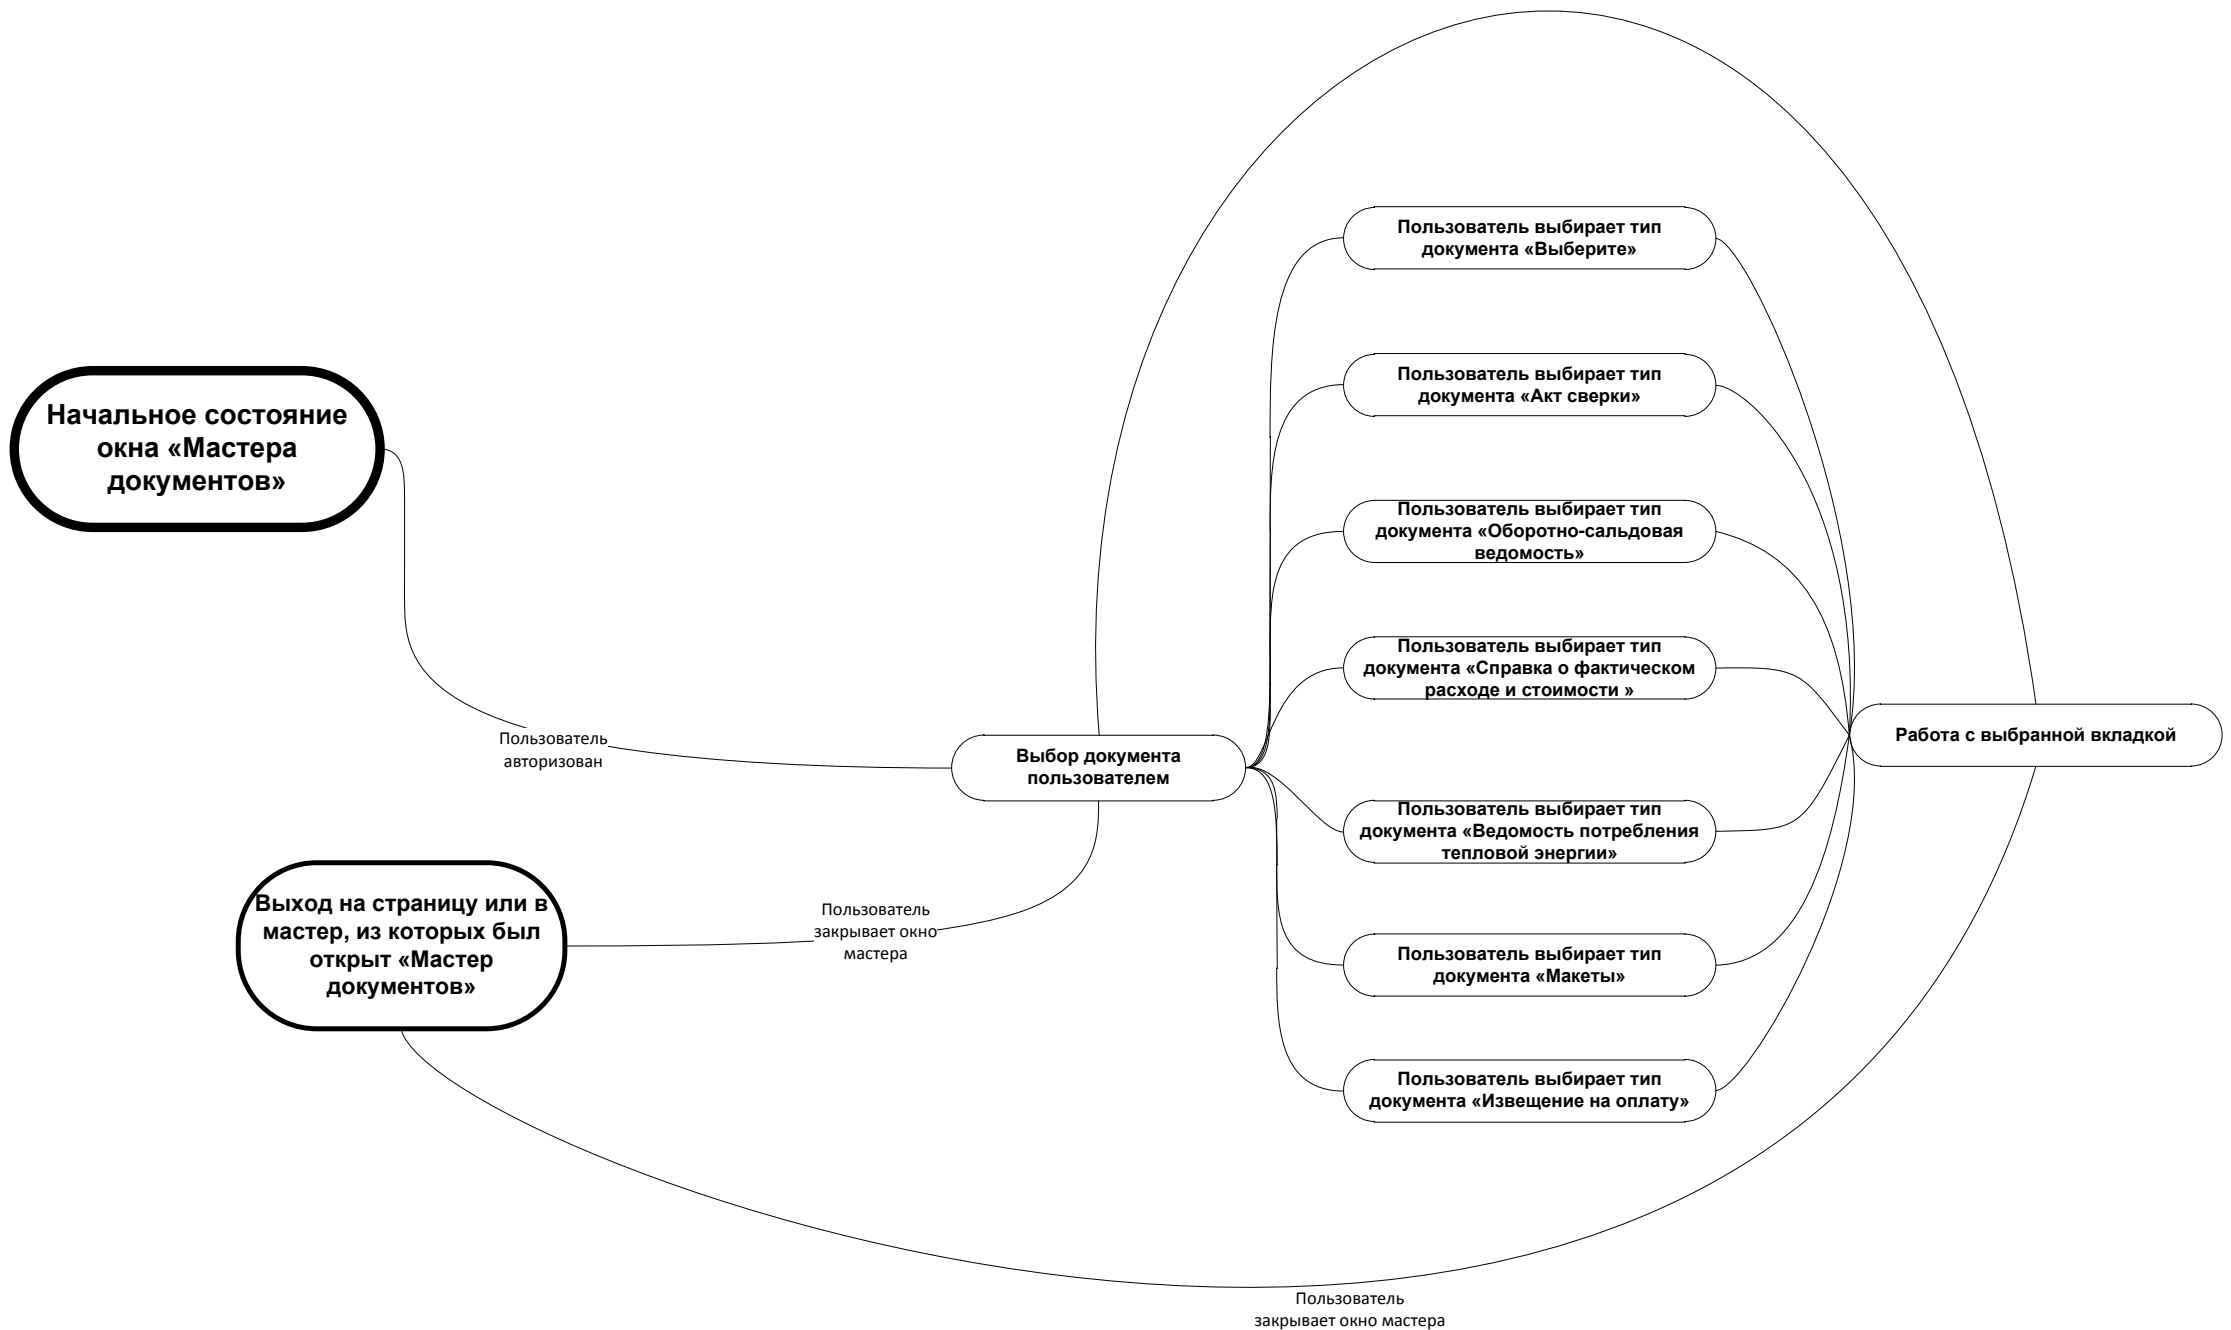 Начальное состояние
окна «Мастера
документов»
Пользователь
авторизован
Выход на страницу или в
мастер, из которых был
открыт «Мастер
документов»
Пользователь
закрывает окно
мастера
Выбор документа
пользователем
Пользователь выбирает тип
документа «Выберите»
Пользователь выбирает тип
документа «Акт сверки»
Пользователь выбирает тип
документа «Оборотно-сальдовая
ведомость»
Пользователь выбирает тип
документа «Справка о фактическом
расходе и стоимости »
Пользователь выбирает тип
документа «Ведомость потребления
тепловой энергии»
Пользователь выбирает тип
документа «Макеты»
Пользователь выбирает тип
документа «Извещение на оплату»
Работа с выбранной вкладкой
Пользователь
закрывает окно мастера